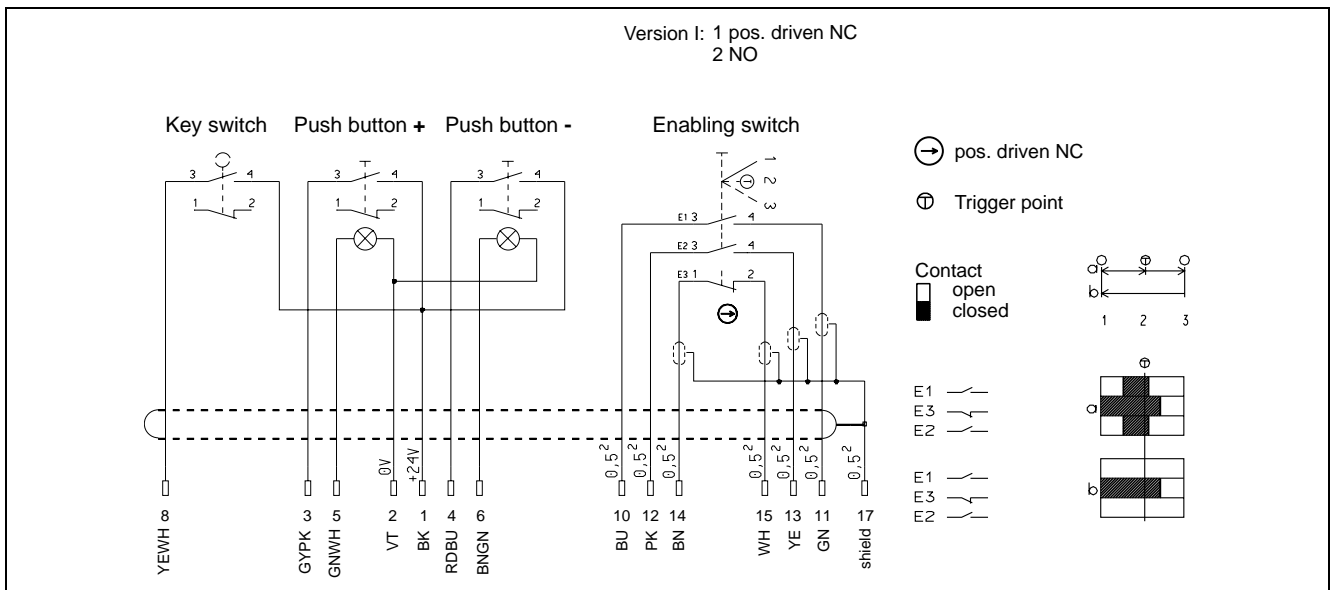 Version I: 1 pos. driven NC
2 NO
Key switch
Push button +
Push button -
Enabling switch
3 4
1 2
3 4
1 2
3 4
1 2
1
2
3
T
E1 3 4
E2 3 4
E3 1 2
pos. driven NC
T Trigger point
Contact
open
closed
a
T
b
1 2 3
T
E1
E3
E2
a
E1
E3
E2
b
0V
+24V
0,5²
0,5²
0,5²
0,5²
0,5²
0,5²
0,5²
8 3 5 2 1 4 6 10 12 14 15 13 11 17
YEWH
GYPK
GNWH
VT
BK
RDBU
BNGN
BU
PK
BN
WH
YE
GN
shield